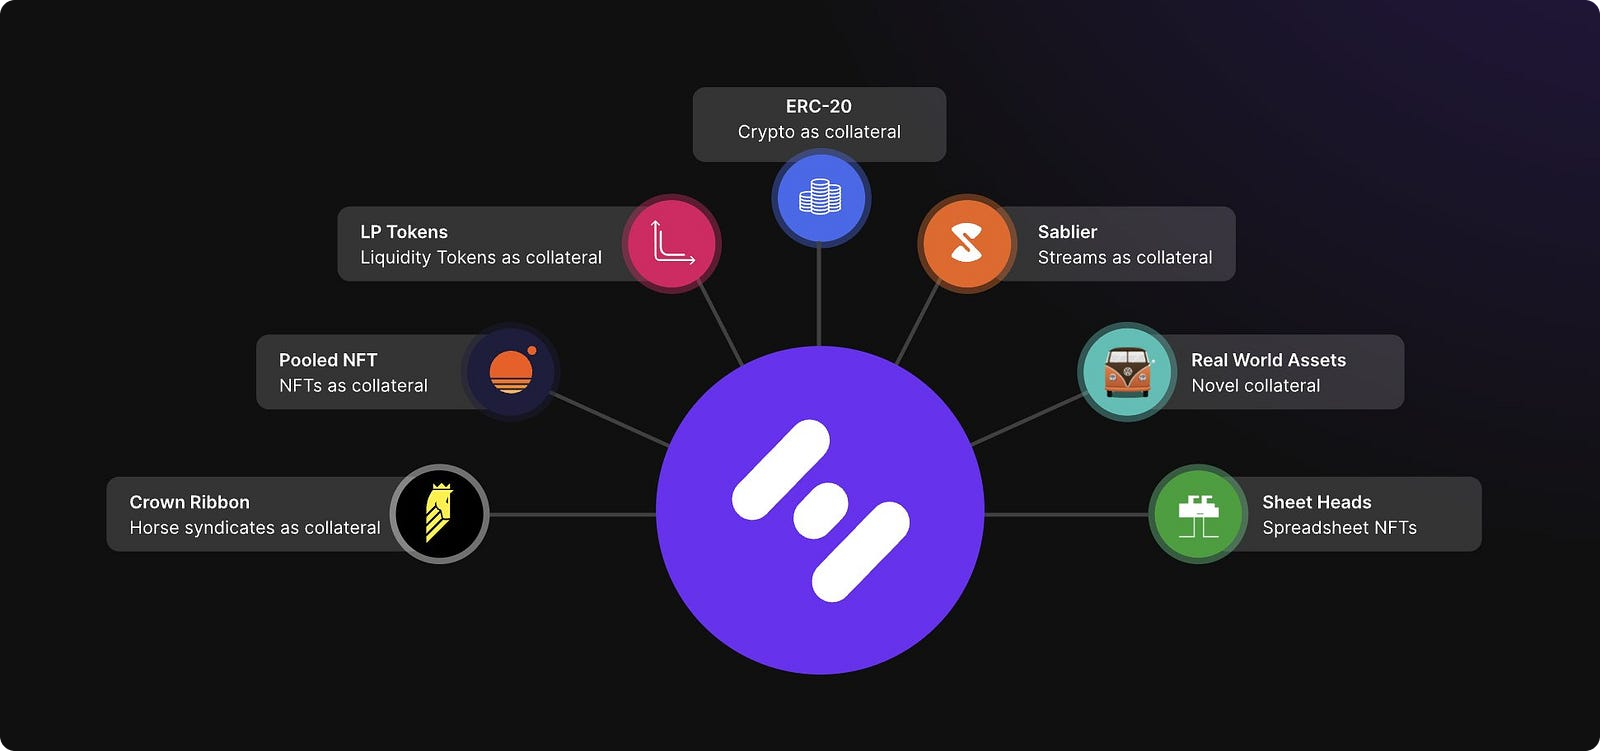 ERC-20
Crypto as collateral
LP Tokens
Liquidity Tokens as collateral
Sablier
Streams as collateral
Pooled NFT
NFTs as collateral
Real World Assets
Novel collateral
Crown Ribbon
Horse syndicates as collateral
Sheet Heads
Spreadsheet NFTs